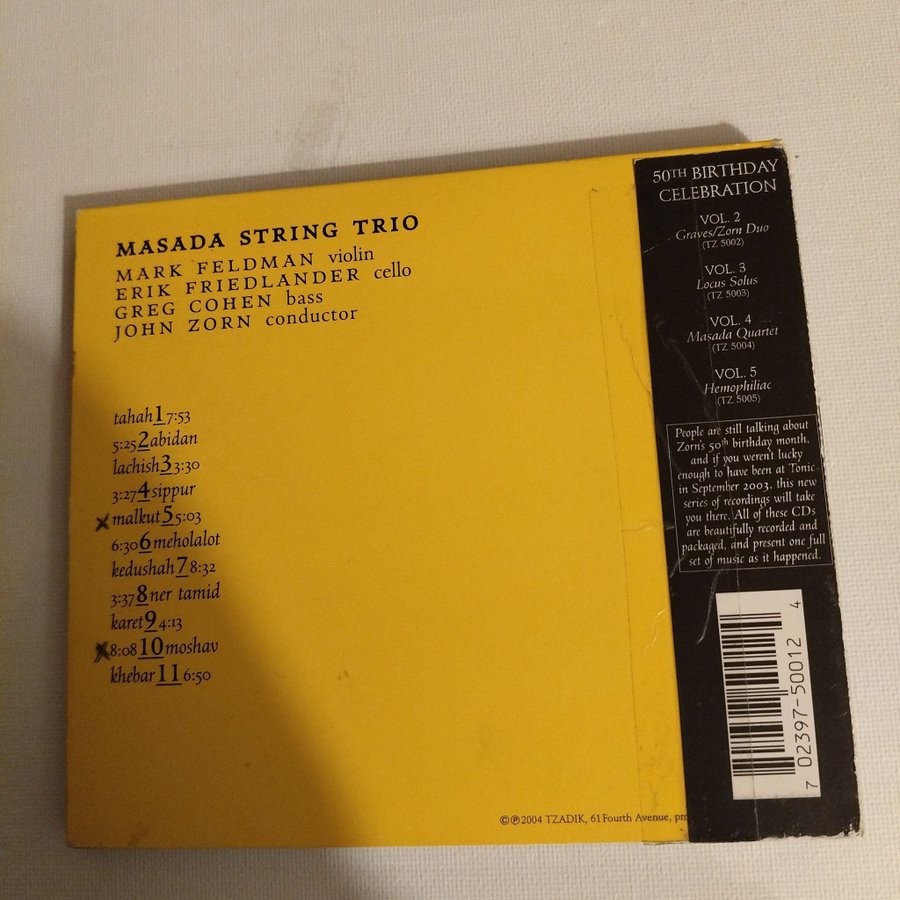 MASADA STRING TRIO
MARK FELDMAN violin
ERIK FRIEDLANDER cello
GREG COHEN bass
JOHN ZORN conductor
tahah 1 7:53
5:25 2 abidan
lachish 3 3:30
3:27 4 sippur
malkut 5 5:03
6:30 6 meholalot
kedushah 7 8:32
3:37 8 ner tamid
karet 9 4:13
8:08 10 moshav
khebar 11 6:50
©℗2004 TZADIK, 61 Fourth Avenue, pm
50TH BIRTHDAY
CELEBRATION
VOL. 2
Graves/Zorn Duo
(TZ 5002)
VOL. 3
Locus Solus
(TZ 5003)
VOL. 4
Masada Quartet
(TZ 5004)
VOL. 5
Hemophiliac
(TZ 5005)
People are still talking about
Zorn's 50th birthday month,
and if you weren't lucky
enough to have been at Tonic
in September 2003, this new
series of recordings will take
you there. All of these CDs
are beautifully recorded and
packaged, and present one full
set of music as it happened.
7 02397-50012 4